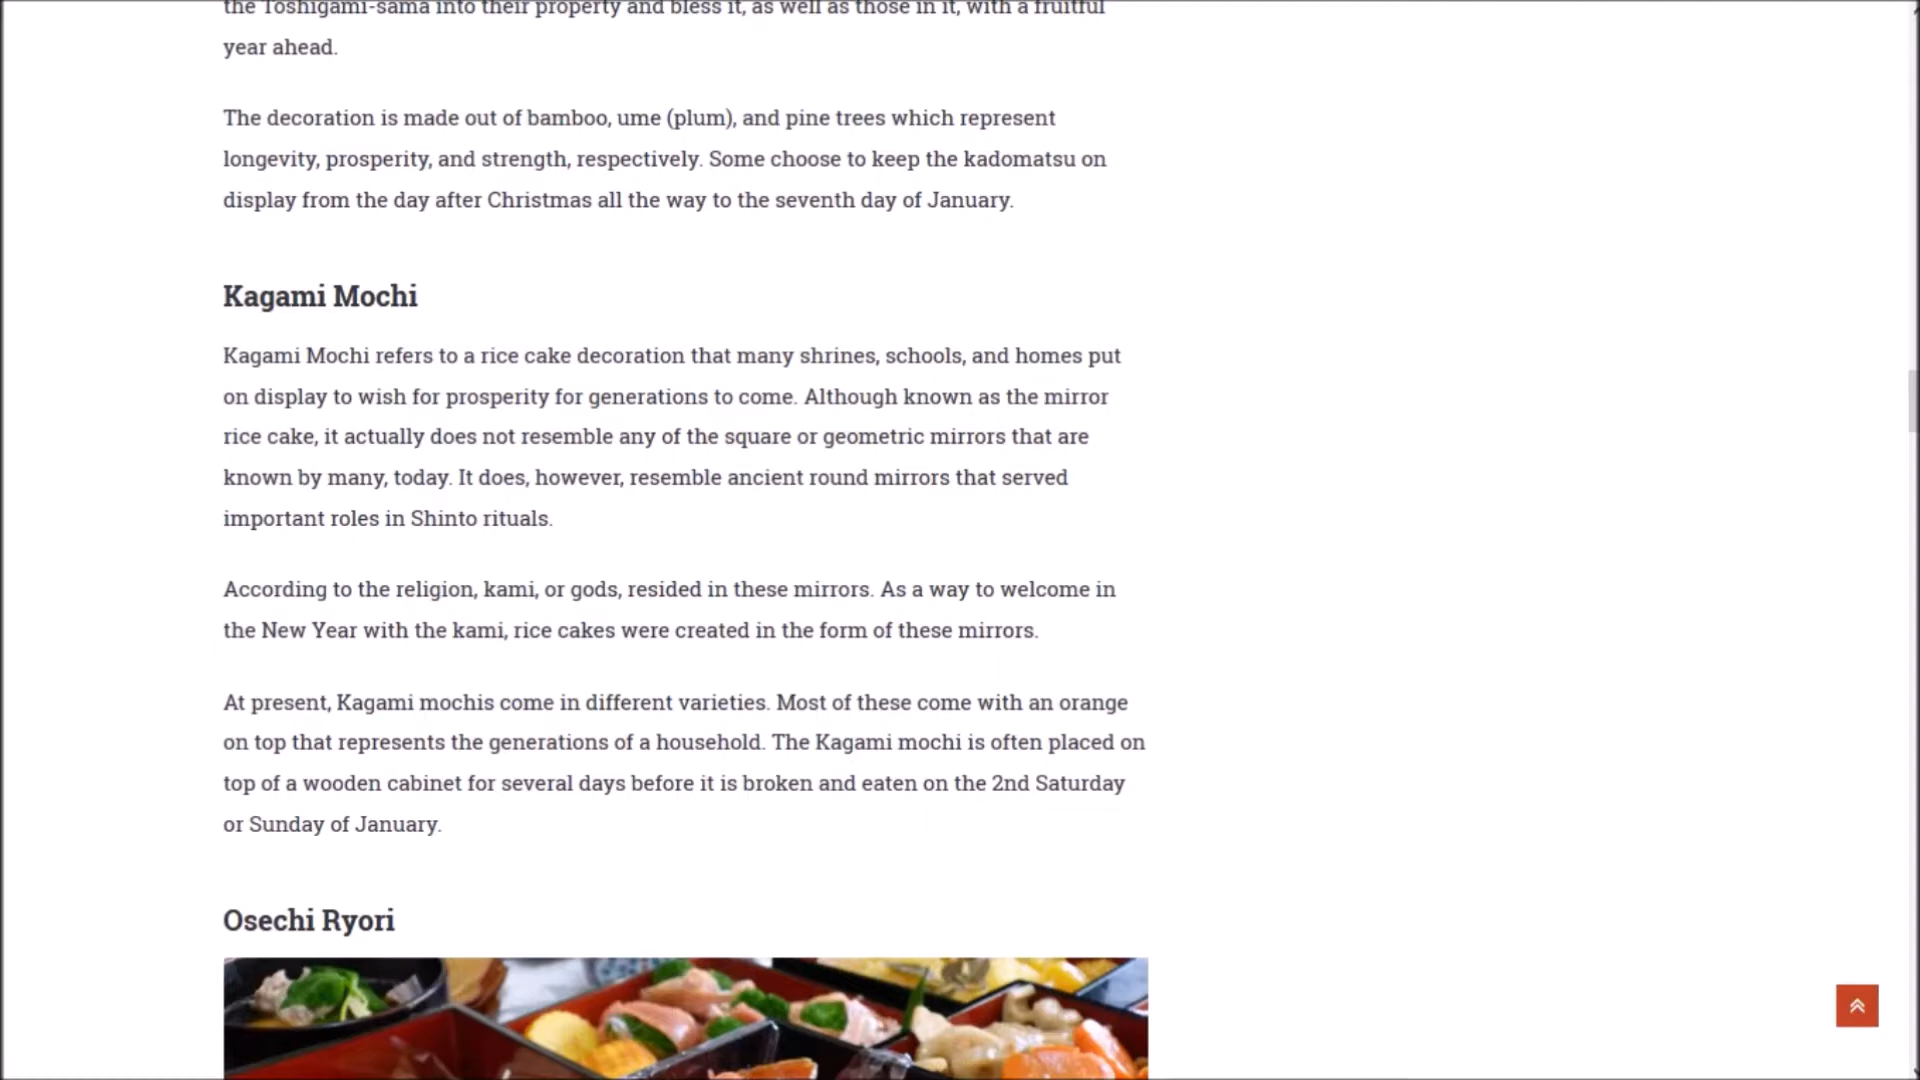 the Toshigami-sama into their property and bless it, as well as those in it, with a fruitful
year ahead.
The decoration is made out of bamboo, ume (plum), and pine trees which represent
longevity, prosperity, and strength, respectively. Some choose to keep the kadomatsu on
display from the day after Christmas all the way to the seventh day of January.
Kagami Mochi
Kagami Mochi refers to a rice cake decoration that many shrines, schools, and homes put
on display to wish for prosperity for generations to come. Although known as the mirror
rice cake, it actually does not resemble any of the square or geometric mirrors that are
known by many, today. It does, however, resemble ancient round mirrors that served
important roles in Shinto rituals.
According to the religion, kami, or gods, resided in these mirrors. As a way to welcome in
the New Year with the kami, rice cakes were created in the form of these mirrors.
At present, Kagami mochis come in different varieties. Most of these come with an orange
on top that represents the generations of a household. The Kagami mochi is often placed on
top of a wooden cabinet for several days before it is broken and eaten on the 2nd Saturday
or Sunday of January.
Osechi Ryori